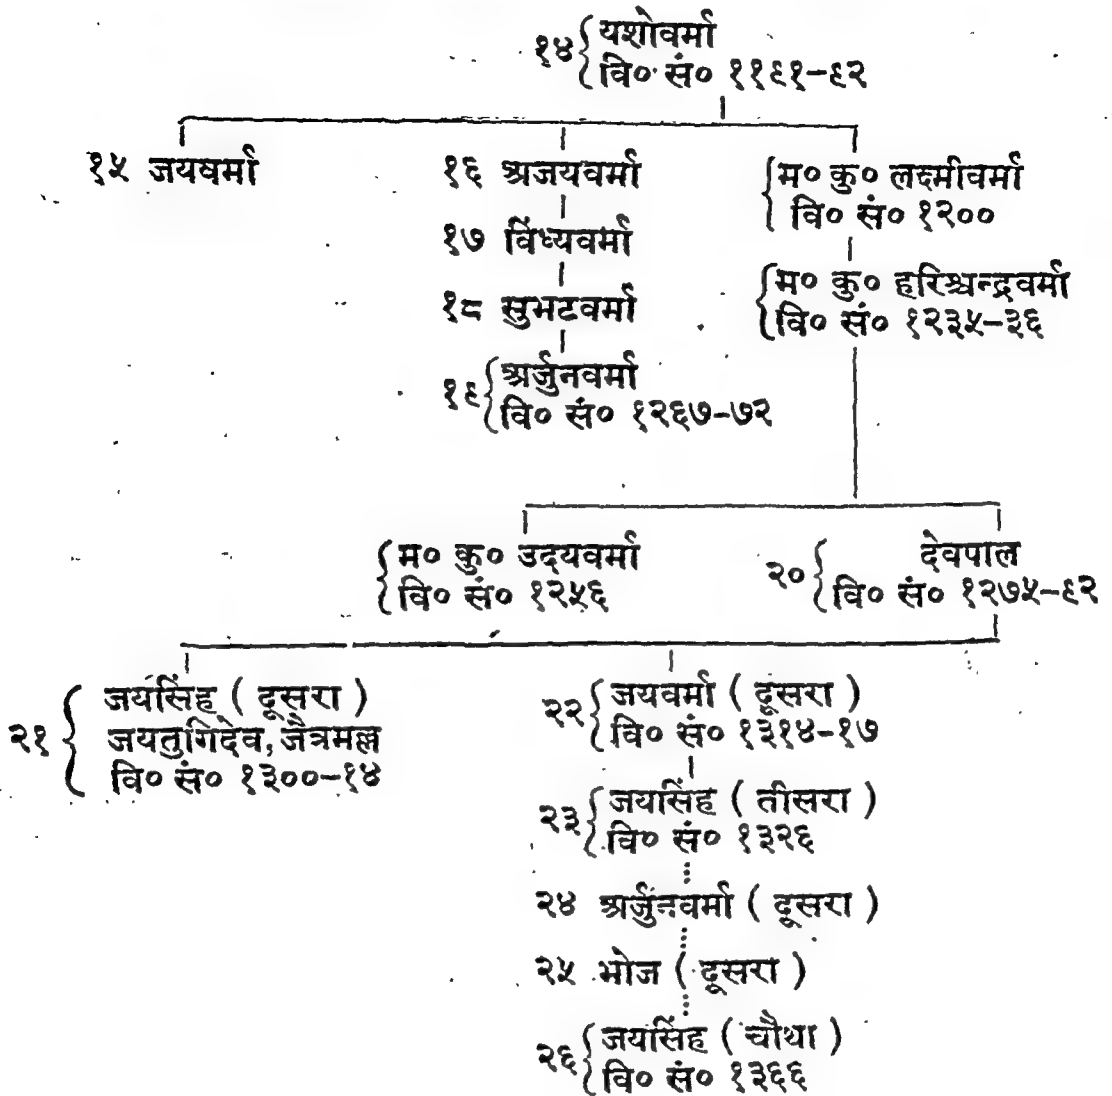 १४ यशोवर्मा
वि० सं० ११९१-९२
१५ जयवर्मा
१६ अजयवर्मा
म० कु० लक्ष्मीवर्मा
वि० सं० १२००
१७ विंध्यवर्मा
म० कु० हरिश्चन्द्रवर्मा
वि० सं० १२३५-३६
१८ सुभटवर्मा
१९ अर्जुनवर्मा
वि० सं० १२६७-७२
म० कु० उदयवर्मा
वि० सं० १२५६
२० देवपाल
वि० सं० १२७५-९२
२१ जयसिंह ( दूसरा )
जयतुगिदेव, जैत्रमल्ल
वि० सं० १३००-१४
२२ जयवर्मा ( दूसरा )
वि० सं० १३१४-१७
२३ जयसिंह ( तीसरा )
वि० सं० १३२६
२४ अर्जुनवर्मा ( दूसरा )
२५ भोज ( दूसरा )
२६ जयसिंह ( चौथा )
वि० सं० १३६६